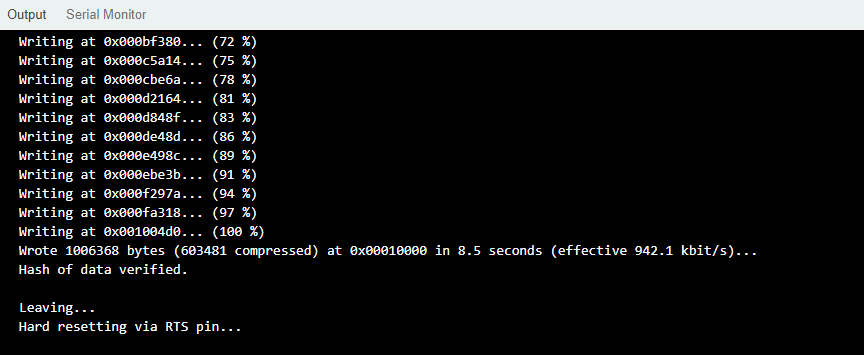 Output Serial Monitor
Writing at 0x000bf380... (72 %)
Writing at 0x000c5a14... (75 %)
Writing at 0x000cbe6a... (78 %)
Writing at 0x000d2164... (81 %)
Writing at 0x000d848f... (83 %)
Writing at 0x000de48d... (86 %)
Writing at 0x000e498c... (89 %)
Writing at 0x000ebe3b... (91 %)
Writing at 0x000f297a... (94 %)
Writing at 0x000fa318... (97 %)
Writing at 0x001004d0... (100 %)
Wrote 1006368 bytes (603481 compressed) at 0x00010000 in 8.5 seconds (effective 942.1 kbit/s)...
Hash of data verified.
Leaving...
Hard resetting via RTS pin...